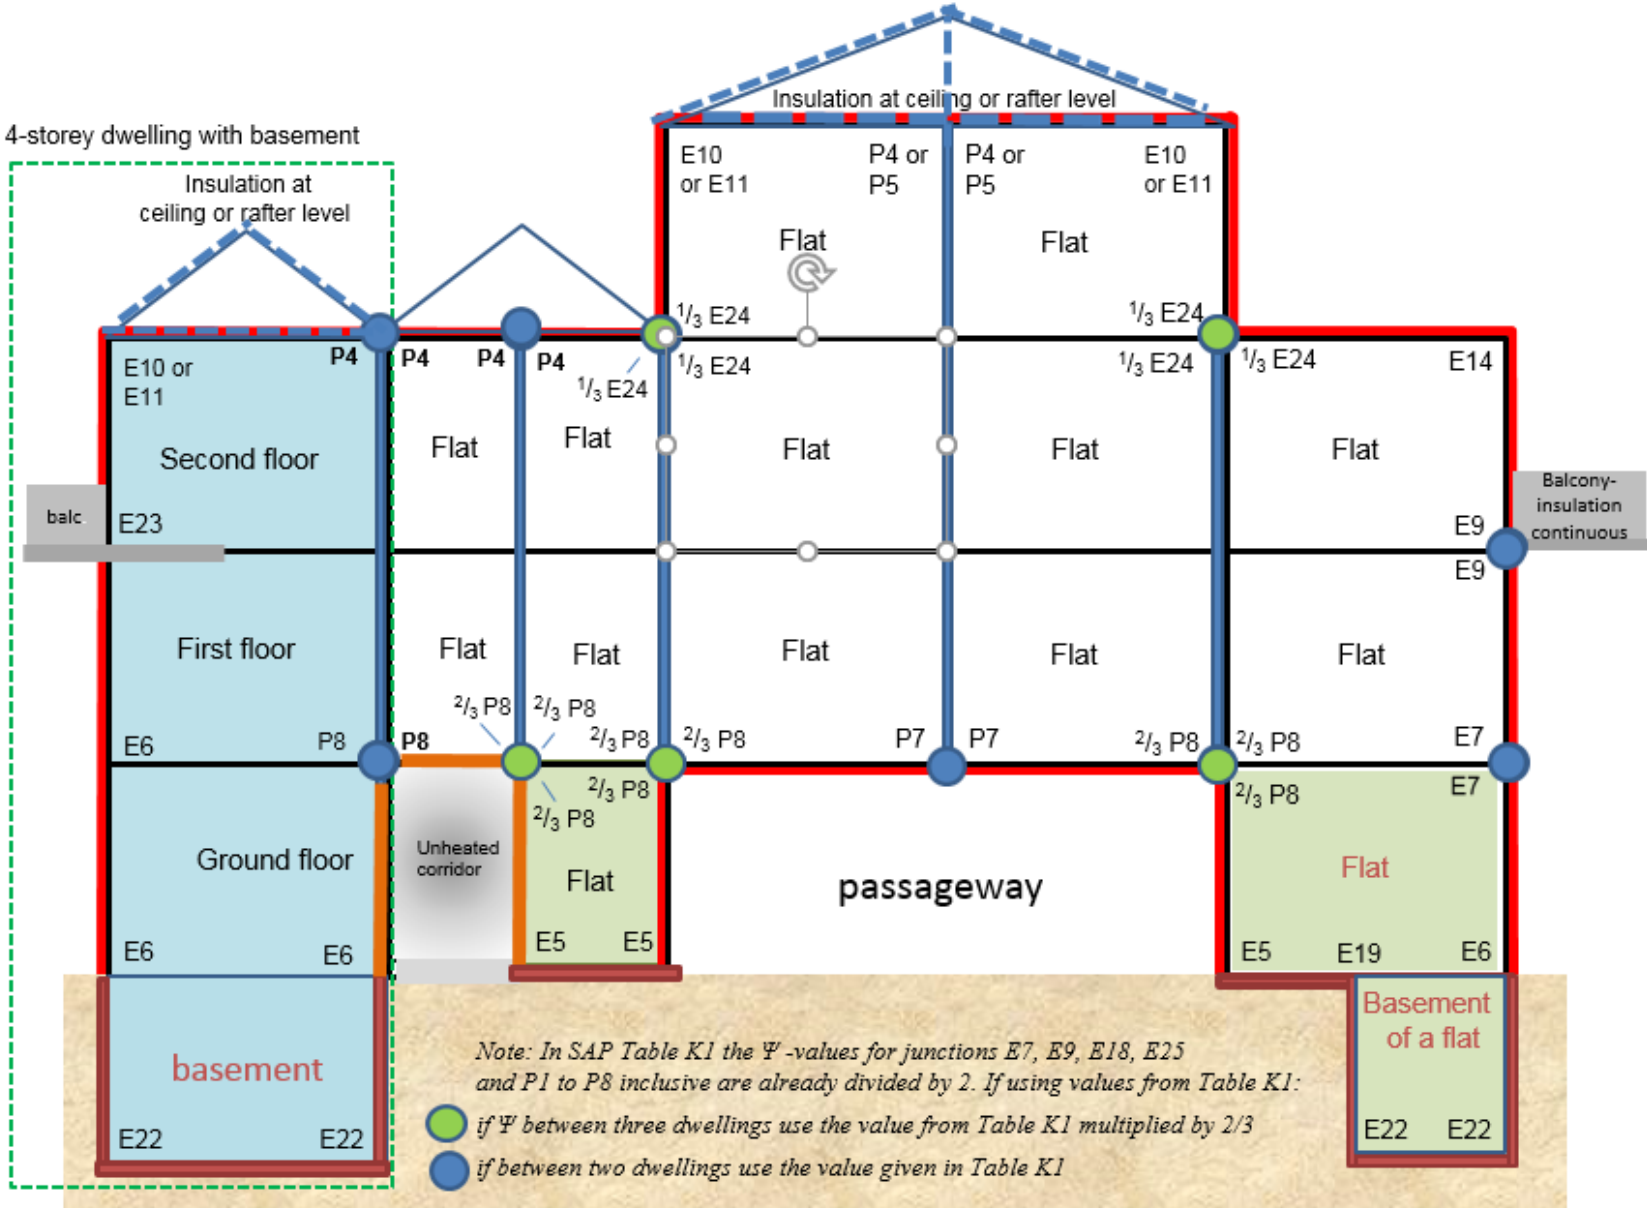 Insulation at ceiling or rafter level
4-storey dwelling with basement
Insulation at
ceiling or rafter level
E10
or E11
P4 or
P5
P4 or
P5
E10
or E11
Flat
Flat
1/3 E24
1/3 E24
P4
P4
P4
P4
1/3 E24
1/3 E24
1/3 E24
1/3 E24
E14
E10 or
E11
Second floor
Flat
Flat
Flat
Flat
Flat
balc.
E23
Balcony-
insulation
continuous
E9
E9
First floor
Flat
Flat
Flat
Flat
Flat
2/3 P8
2/3 P8
E6
P8
P8
2/3 P8
2/3 P8
P7
P7
2/3 P8
2/3 P8
E7
2/3 P8
2/3 P8
2/3 P8
E7
Ground floor
Unheated
corridor
Flat
passageway
Flat
E6
E6
E5
E5
E5
E19
E6
basement
Basement
of a flat
E22
E22
E22
E22
Note: In SAP Table K1 the Ψ -values for junctions E7, E9, E18, E25
and P1 to P8 inclusive are already divided by 2. If using values from Table K1:
if Ψ between three dwellings use the value from Table K1 multiplied by 2/3
if between two dwellings use the value given in Table K1